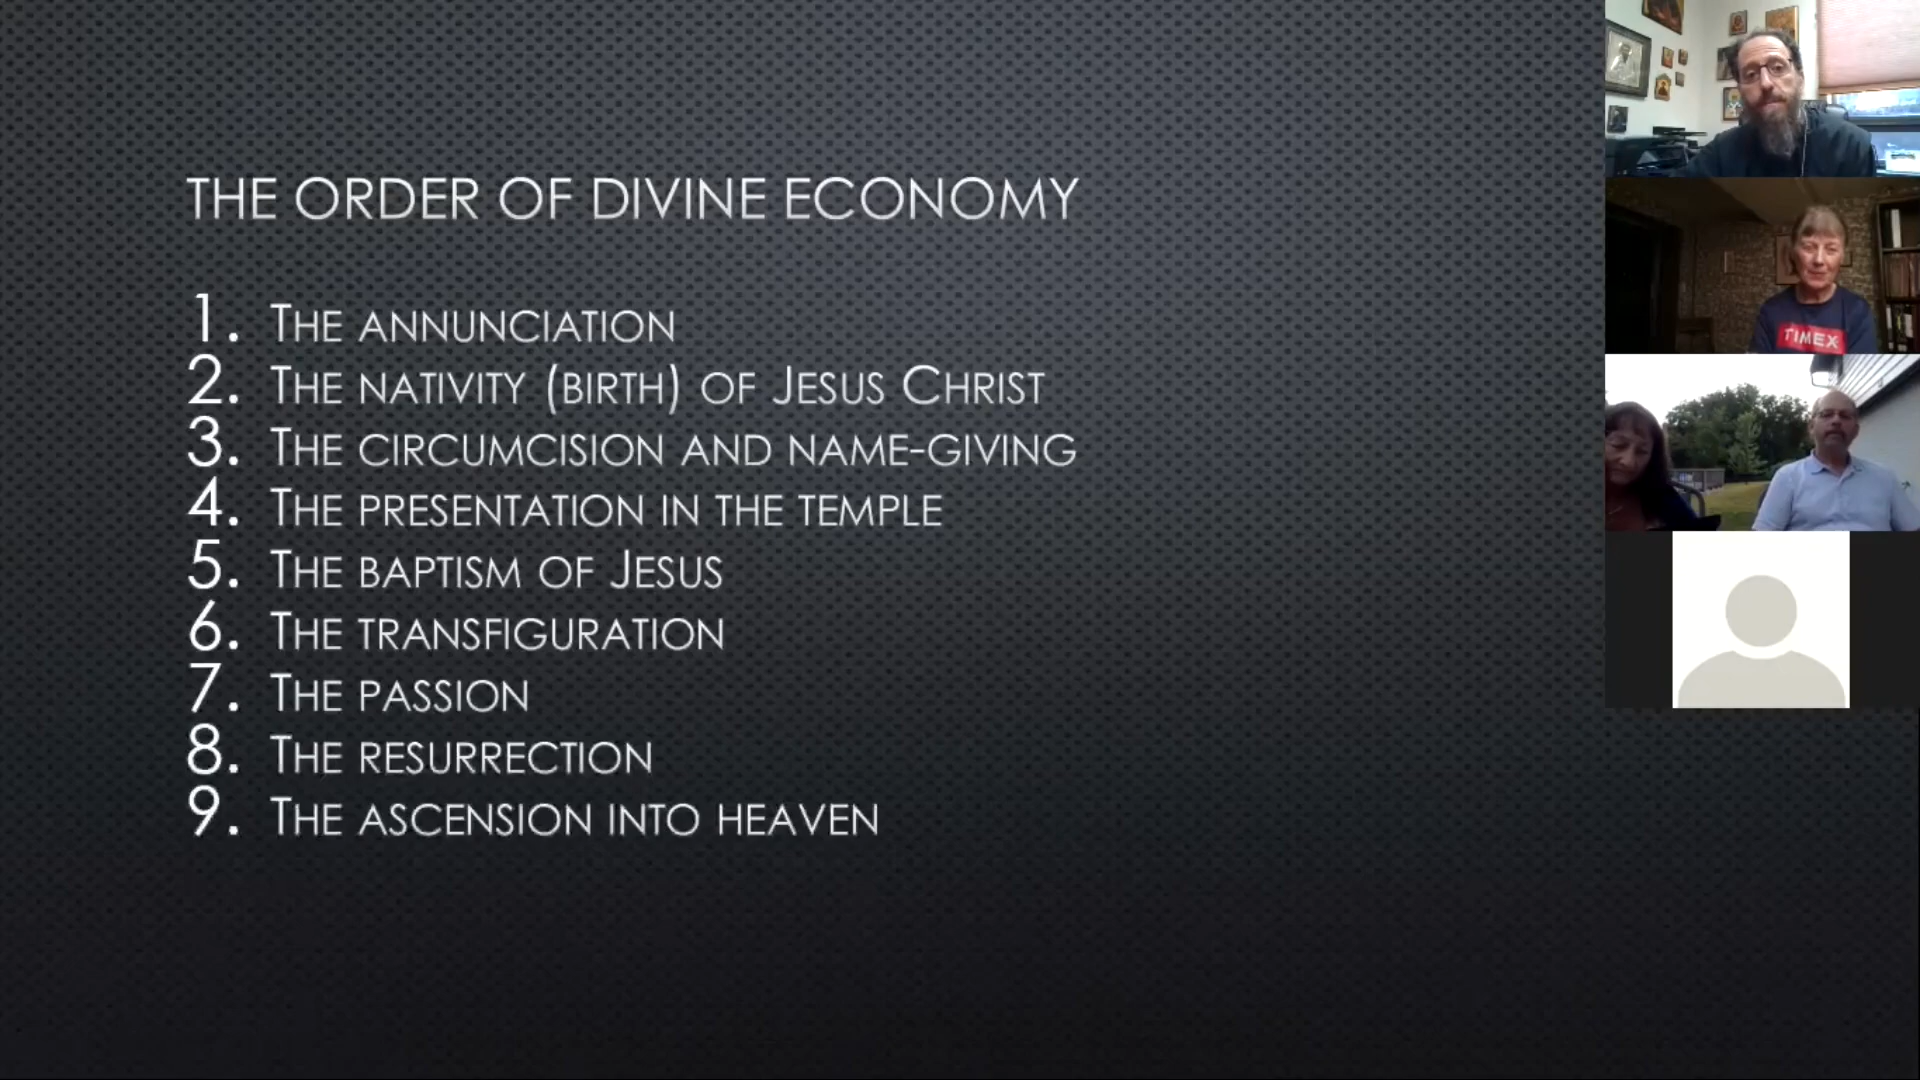 THE ORDER OF DIVINE ECONOMY
1. THE ANNUNCIATION
2. THE NATIVITY (BIRTH) OF JESUS CHRIST
3. THE CIRCUMCISION AND NAME-GIVING
4. THE PRESENTATION IN THE TEMPLE
5. THE BAPTISM OF JESUS
6. THE TRANSFIGURATION
7. THE PASSION
8. THE RESURRECTION
9. THE ASCENSION INTO HEAVEN
TIMEX